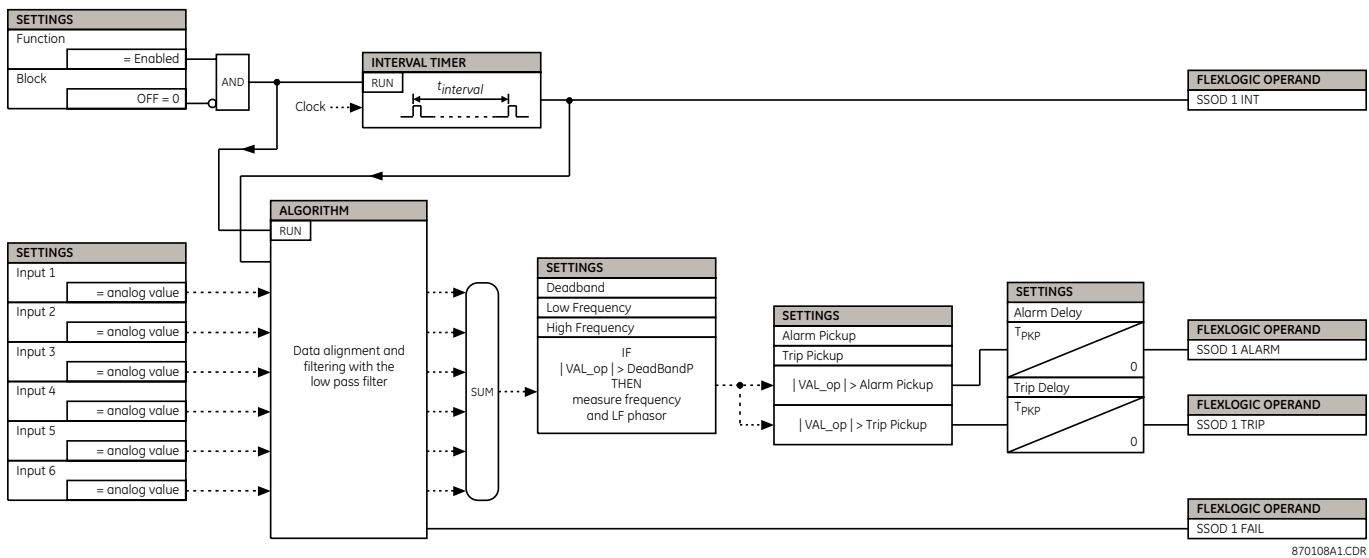 SETTINGS
Function
= Enabled
Block
OFF = 0
AND
INTERVAL TIMER
RUN
tinterval
Clock
FLEXLOGIC OPERAND
SSOD 1 INT
ALGORITHM
RUN
Data alignment and
filtering with the
low pass filter
SETTINGS
Input 1
= analog value
Input 2
= analog value
Input 3
= analog value
Input 4
= analog value
Input 5
= analog value
Input 6
= analog value
SUM
SETTINGS
Deadband
Low Frequency
High Frequency
IF
| VAL_op | > DeadBandP
THEN
measure frequency
and LF phasor
SETTINGS
Alarm Pickup
Trip Pickup
| VAL_op | > Alarm Pickup
| VAL_op | > Trip Pickup
SETTINGS
Alarm Delay
TPKP
0
Trip Delay
TPKP
0
FLEXLOGIC OPERAND
SSOD 1 ALARM
FLEXLOGIC OPERAND
SSOD 1 TRIP
FLEXLOGIC OPERAND
SSOD 1 FAIL
870108A1.CDR